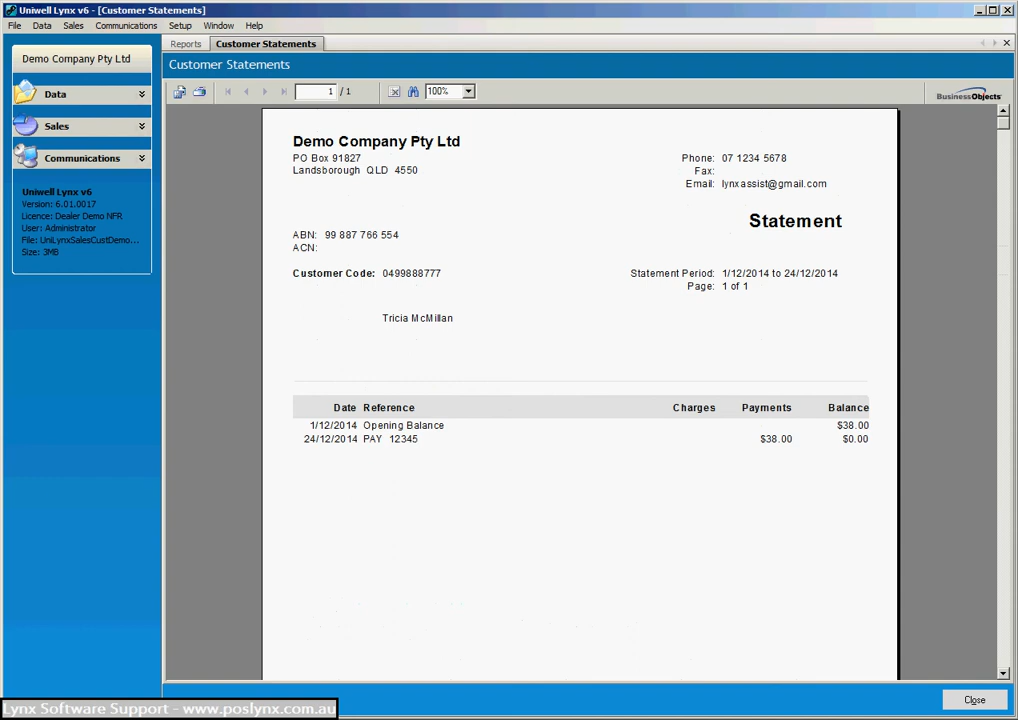 Uniwell Lynx v6 - [Customer Statements]
File Data Sales Communications Setup Window Help
Demo Company Pty Ltd
Data
Sales
Communications
Uniwell Lynx v6
Version: 6.01.0017
Licence: Dealer Demo NFR
User: Administrator
File: UniLynxSalesCustDemo...
Size: 3MB
Reports Customer Statements
Customer Statements
1 / 1 100%
BusinessObjects
Demo Company Pty Ltd
PO Box 91827
Landsborough QLD 4550
Phone: 07 1234 5678
Fax:
Email: lynxassist@gmail.com
Statement
ABN: 99 887 766 554
ACN:
Customer Code: 0499888777
Statement Period: 1/12/2014 to 24/12/2014
Page: 1 of 1
Tricia McMillan
Date Reference Charges Payments Balance
1/12/2014 Opening Balance $38.00
24/12/2014 PAY 12345 $38.00 $0.00
Close
Lynx Software Support - www.poslynx.com.au